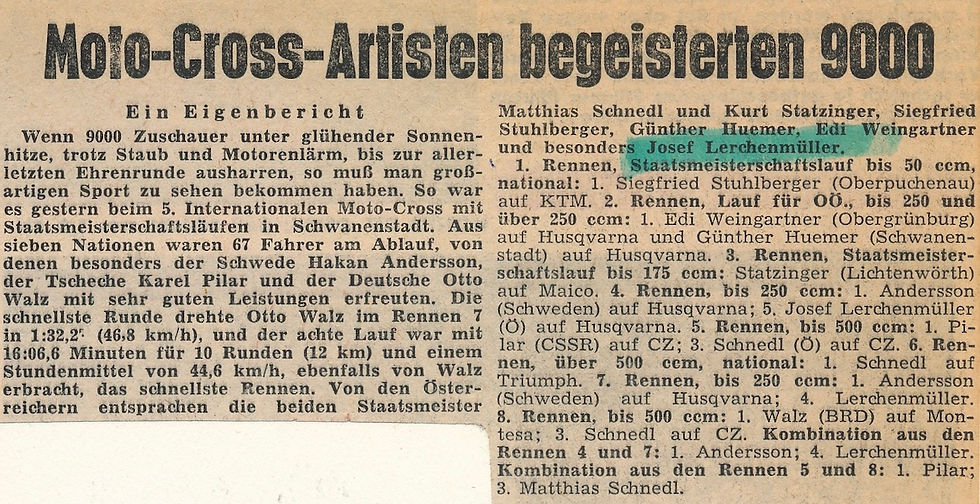 Moto-Cross-Artisten begeisterten 9000
Ein Eigenbericht
Wenn 9000 Zuschauer unter glühender Sonnen-
hitze, trotz Staub und Motorenlärm, bis zur aller-
letzten Ehrenrunde ausharren, so muß man groß-
artigen Sport zu sehen bekommen haben. So war
es gestern beim 5. Internationalen Moto-Cross mit
Staatsmeisterschaftsläufen in Schwanenstadt. Aus
sieben Nationen waren 67 Fahrer am Ablauf, von
denen besonders der Schwede Hakan Andersson,
der Tscheche Karel Pilar und der Deutsche Otto
Walz mit sehr guten Leistungen erfreuten. Die
schnellste Runde drehte Otto Walz im Rennen 7
in 1:32,2 (46,8 km/h), und der achte Lauf war mit
16:06,6 Minuten für 10 Runden (12 km) und einem
Stundenmittel von 44,6 km/h, ebenfalls von Walz
erbracht, das schnellste Rennen. Von den Öster-
reichern entsprachen die beiden Staatsmeister
Matthias Schnedl und Kurt Statzinger, Siegfried
Stuhlberger, Günther Huemer, Edi Weingartner
und besonders Josef Lerchenmüller.
1. Rennen, Staatsmeisterschaftslauf bis 50 ccm,
national: 1. Siegfried Stuhlberger (Oberpuchenau)
auf KTM. 2. Rennen, Lauf für OÖ., bis 250 und
über 250 ccm: 1. Edi Weingartner (Obergrünburg)
auf Husqvarna und Günther Huemer (Schwanen-
stadt) auf Husqvarna. 3. Rennen, Staatsmeister-
schaftslauf bis 175 ccm: Statzinger (Lichtenwörth)
auf Maico. 4. Rennen, bis 250 ccm: 1. Andersson
(Schweden) auf Husqvarna; 5. Josef Lerchenmüller
(Ö) auf Husqvarna. 5. Rennen, bis 500 ccm: 1. Pi-
lar (CSSR) auf CZ; 3. Schnedl (Ö) auf CZ. 6. Ren-
nen, über 500 ccm, national: 1. Schnedl auf
Triumph. 7. Rennen, bis 250 ccm: 1. Andersson
(Schweden) auf Husqvarna; 4. Lerchenmüller.
8. Rennen, bis 500 ccm: 1. Walz (BRD) auf Mon-
tesa; 3. Schnedl auf CZ. Kombination aus den
Rennen 4 und 7: 1. Andersson; 4. Lerchenmüller.
Kombination aus den Rennen 5 und 8: 1. Pilar;
3. Matthias Schnedl.